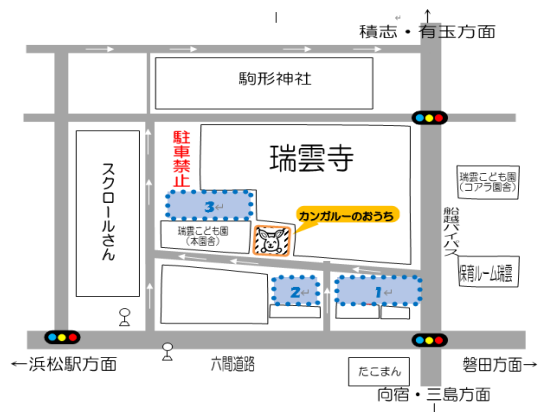 積志・有玉方面
駒形神社
駐車禁止
瑞雲寺
スクロールさん
3
瑞雲こども園
(本園舎)
カンガルーのおうち
瑞雲こども園
(コアラ園舎)
船越バイパス
保育ルーム瑞雲
2
1
←浜松駅方面
六間道路
たこまん
磐田方面→
向宿・三島方面